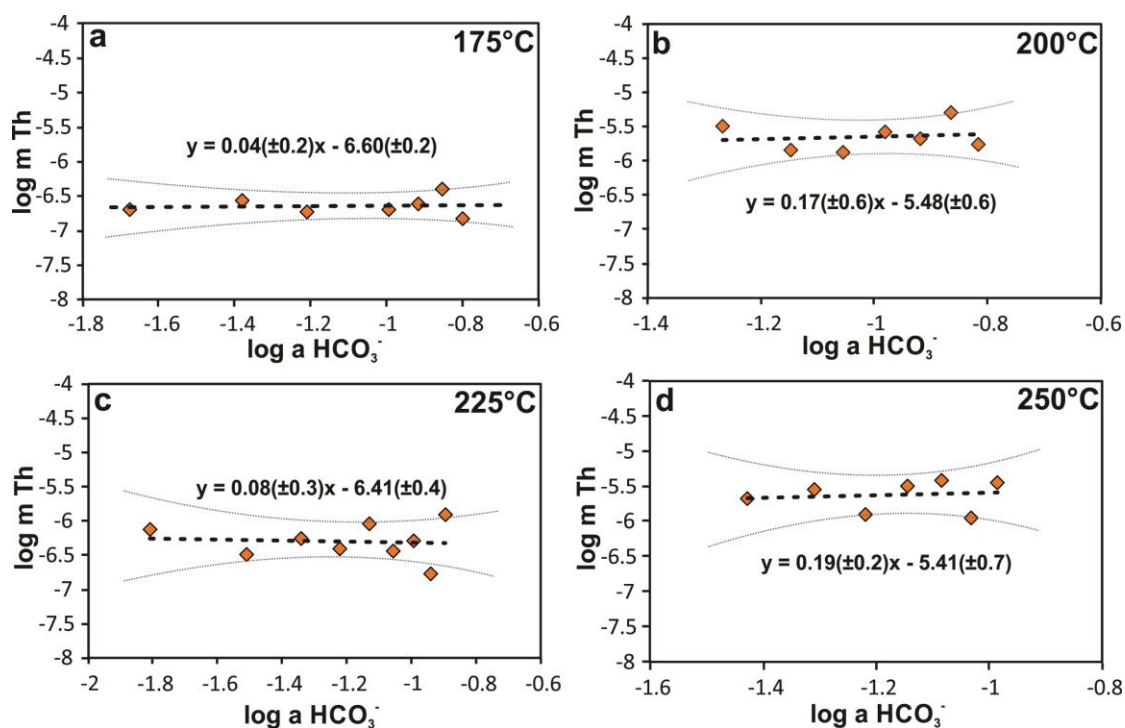 a
175°C
-4
-4.5
-5
-5.5
-6
-6.5
-7
-7.5
-8
log m Th
y = 0.04(±0.2)x - 6.60(±0.2)
-1.8 -1.6 -1.4 -1.2 -1 -0.8 -0.6
log a HCO₃⁻
b
200°C
-4
-4.5
-5
-5.5
-6
-6.5
-7
-7.5
-8
log m Th
y = 0.17(±0.6)x - 5.48(±0.6)
-1.4 -1.2 -1 -0.8 -0.6
log a HCO₃⁻
c
225°C
-4
-4.5
-5
-5.5
-6
-6.5
-7
-7.5
-8
log m Th
y = 0.08(±0.3)x - 6.41(±0.4)
-2 -1.8 -1.6 -1.4 -1.2 -1 -0.8 -0.6
log a HCO₃⁻
d
250°C
-4
-4.5
-5
-5.5
-6
-6.5
-7
-7.5
-8
log m Th
y = 0.19(±0.2)x - 5.41(±0.7)
-1.6 -1.4 -1.2 -1 -0.8
log a HCO₃⁻